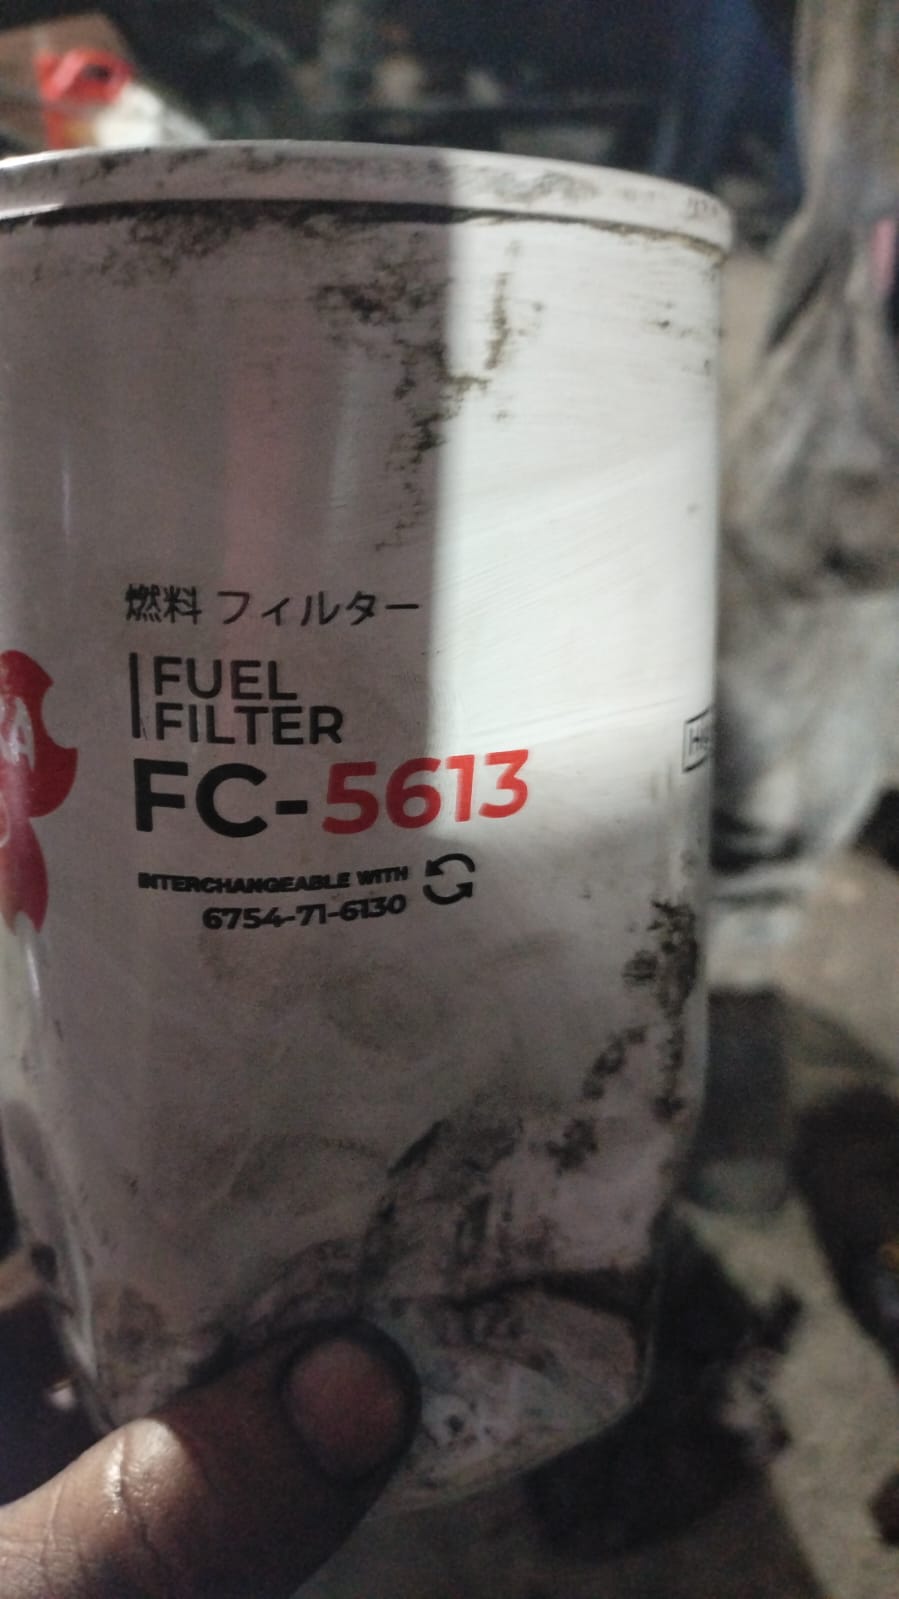 燃料 フィルター
FUEL
FILTER
FC-5613
INTERCHANGEABLE WITH
6754-71-6130
A